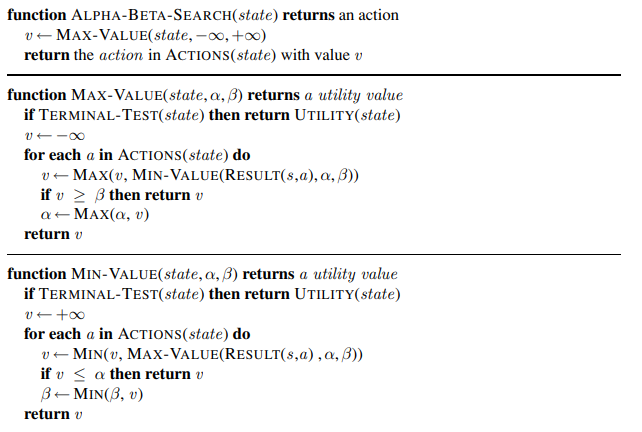 function ALPHA-BETA-SEARCH(state) returns an action
v ← MAX-VALUE(state, −∞, +∞)
return the action in ACTIONS(state) with value v
function MAX-VALUE(state, α, β) returns a utility value
if TERMINAL-TEST(state) then return UTILITY(state)
v ← −∞
for each a in ACTIONS(state) do
v ← MAX(v, MIN-VALUE(RESULT(s,a), α, β))
if v ≥ β then return v
α ← MAX(α, v)
return v
function MIN-VALUE(state, α, β) returns a utility value
if TERMINAL-TEST(state) then return UTILITY(state)
v ← +∞
for each a in ACTIONS(state) do
v ← MIN(v, MAX-VALUE(RESULT(s,a) , α, β))
if v ≤ α then return v
β ← MIN(β, v)
return v